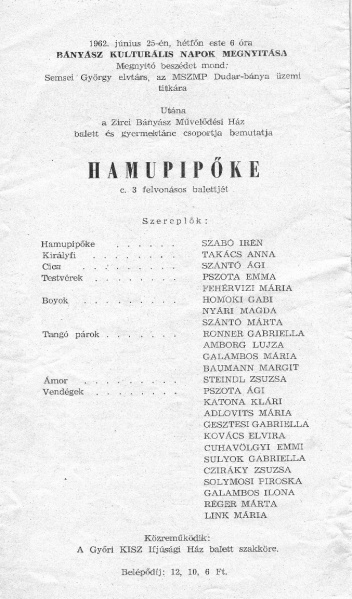 1962. június 25-én, hétfőn este 6 óra
BÁNYÁSZ KULTURÁLIS NAPOK MEGNYITÁSA
Megnyitó beszédet mond:
Semsei György elvtárs, az MSZMP Dudar-bánya üzemi
titkára
Utána
a Zirci Bányász Művelődési Ház
balett és gyermektánc csoportja bemutatja
HAMUPIPŐKE
c. 3 felvonásos balettjét
Szereplők:
Hamupipőke . . . . . . SZABÓ IRÉN
Királyfi . . . . . . . TAKÁCS ANNA
Cica . . . . . . . . SZÁNTÓ ÁGI
Testvérek . . . . . . . PSZOTA EMMA
FEHÉRVIZI MÁRIA
Boyok . . . . . . . . HOMOKI GABI
NYÁRI MAGDA
SZÁNTÓ MÁRTA
Tangó párok . . . . . . RONNER GABRIELLA
AMBORG LUJZA
GALAMBOS MÁRIA
BAUMANN MARGIT
Ámor . . . . . . . . STEINDL ZSUZSA
Vendégek . . . . . . . PSZOTA ÁGI
KATONA KLÁRI
ADLOVITS MÁRIA
GESZTESI GABRIELLA
KOVÁCS ELVIRA
CUHAVÖLGYI EMMI
SULYOK GABRIELLA
CZIRÁKY ZSUZSA
SOLYMOSI PIROSKA
GALAMBOS ILONA
RÉGER MÁRTA
LINK MÁRIA
Közreműködik:
A Győri KISZ Ifjúsági Ház balett szakköre.
Belépődíj: 12, 10, 6 Ft.